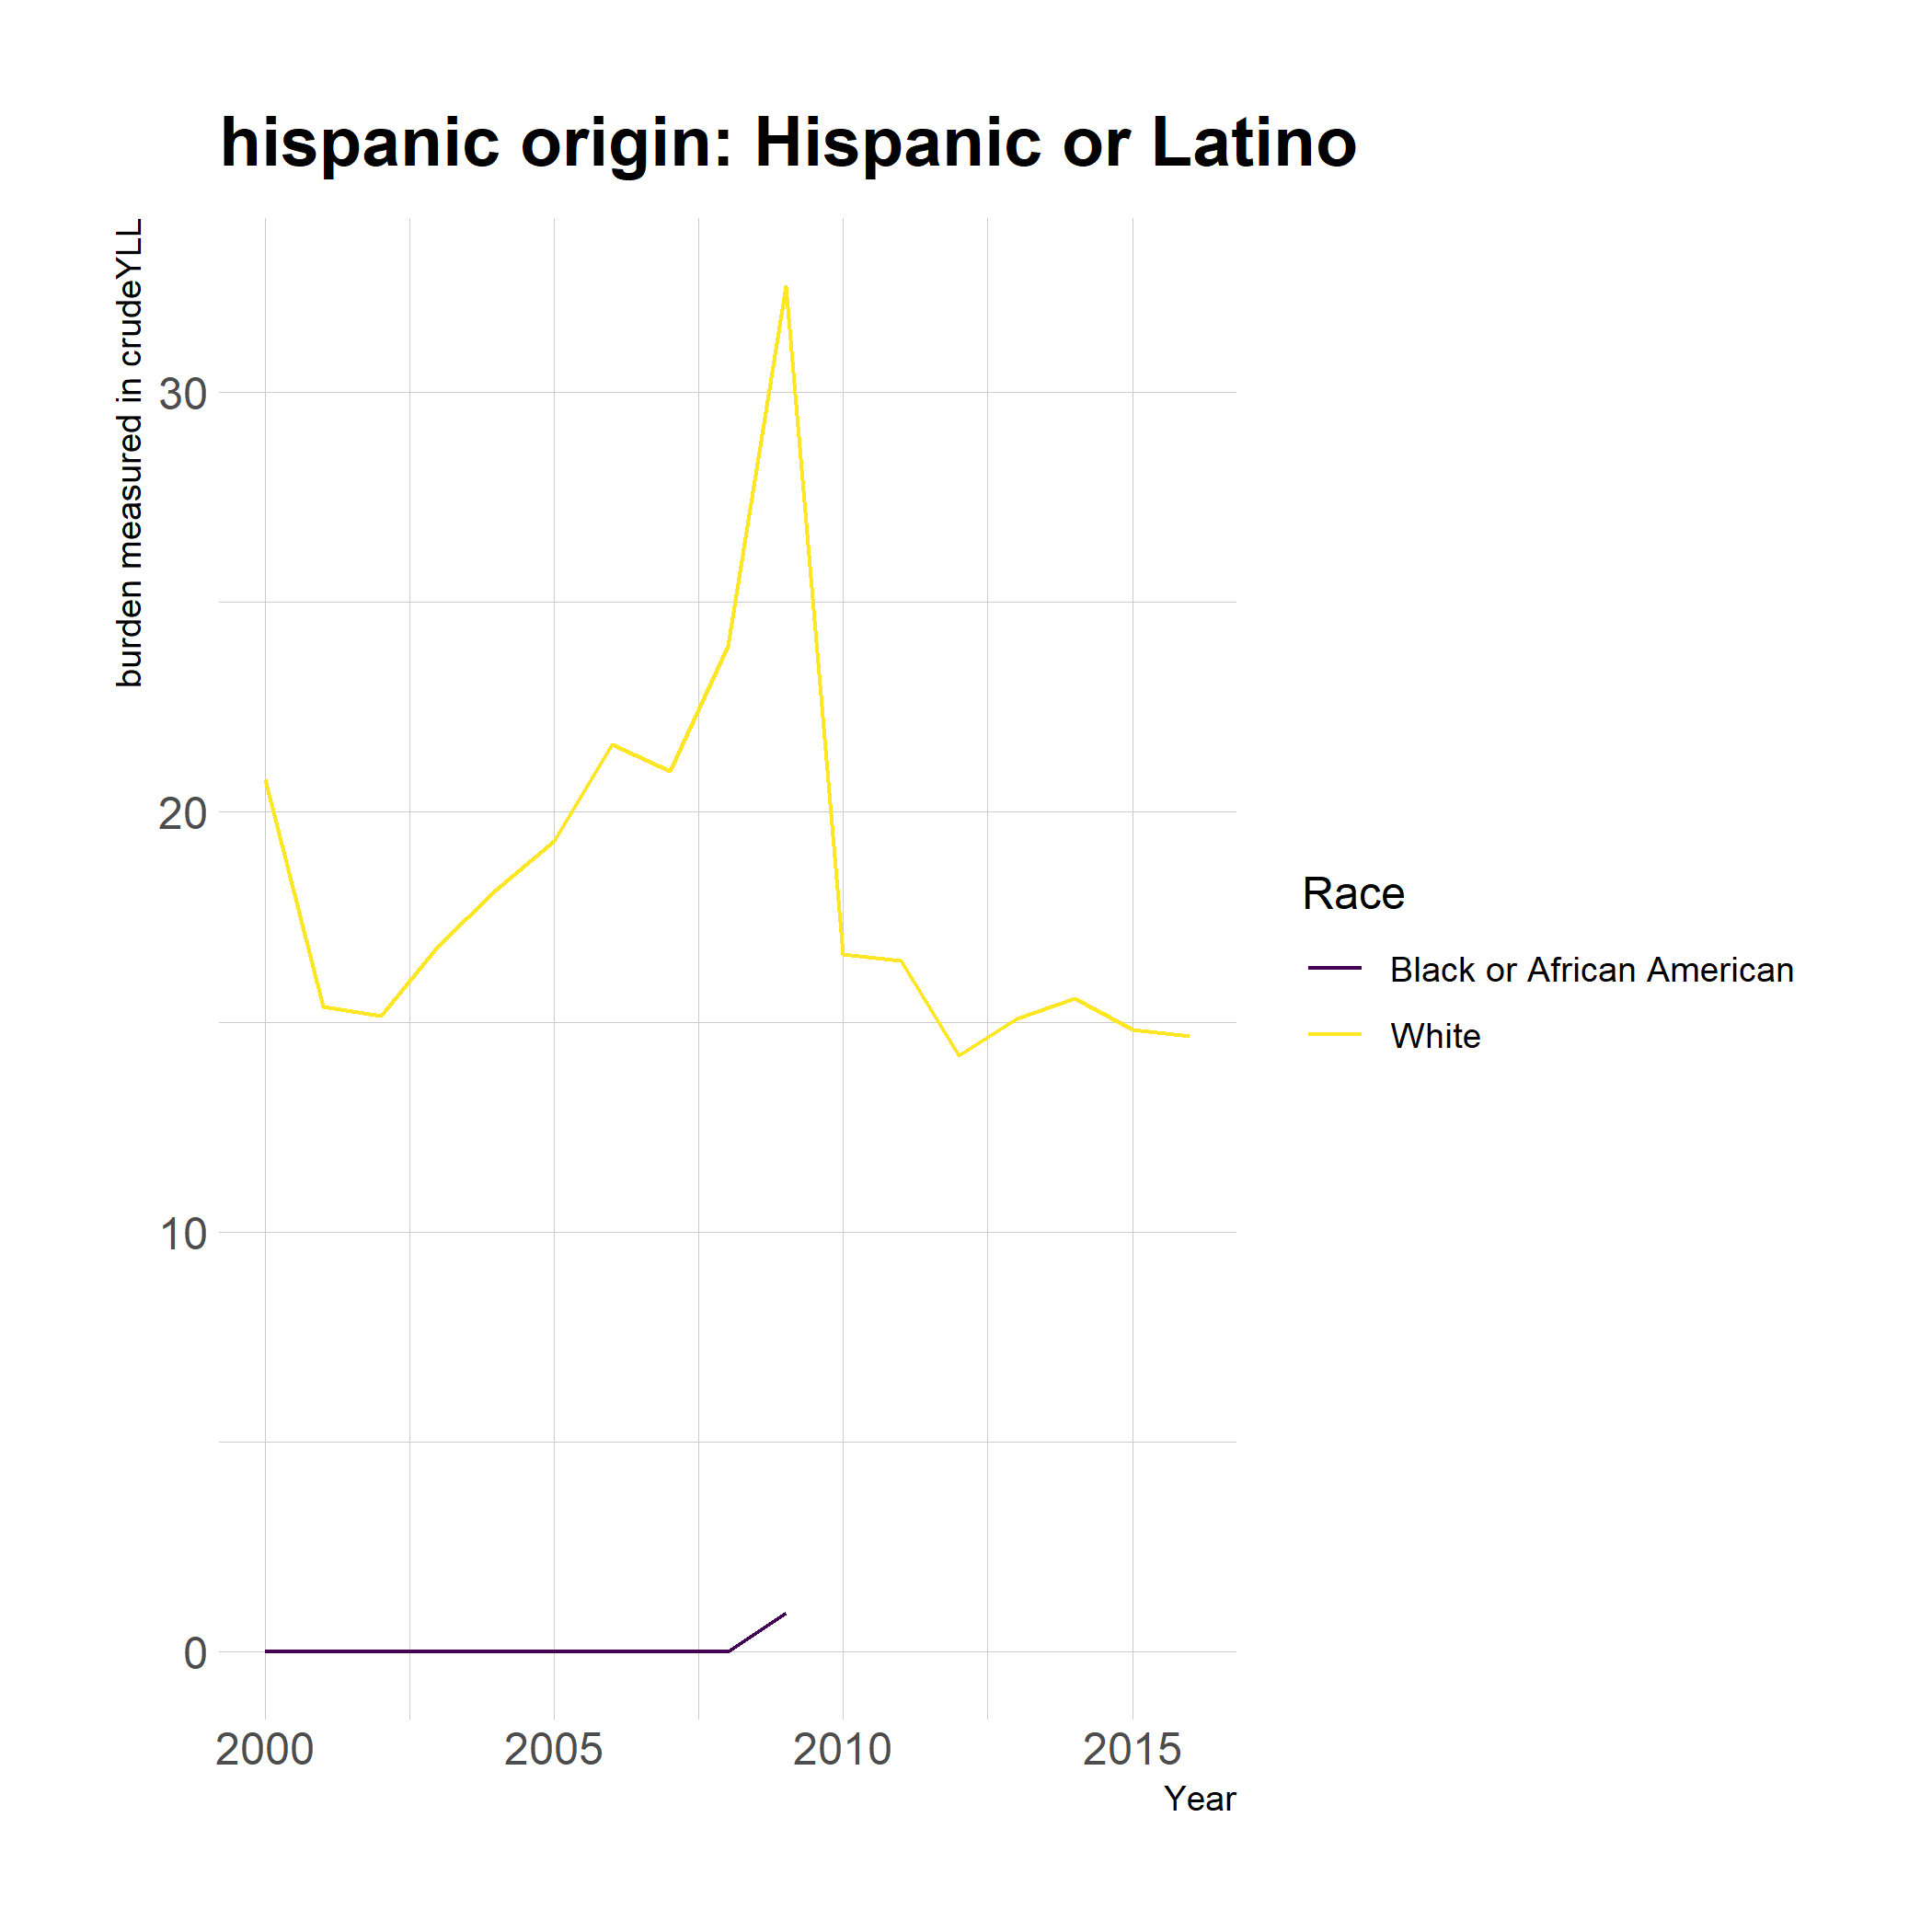 hispanic origin: Hispanic or Latino
burden measured in crudeYLL
30
20
10
0
2000 2005 2010 2015
Year
Race
Black or African American
White